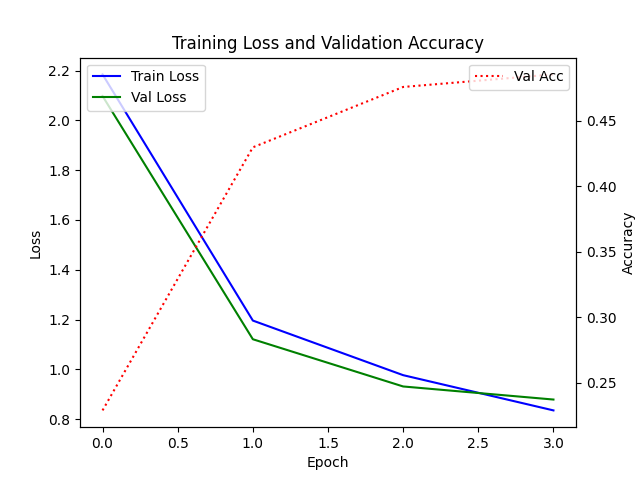 Training Loss and Validation Accuracy
Train Loss
Val Loss
Val Acc
2.2
2.0
1.8
1.6
1.4
1.2
1.0
0.8
Loss
0.45
0.40
0.35
0.30
0.25
Accuracy
0.0 0.5 1.0 1.5 2.0 2.5 3.0
Epoch